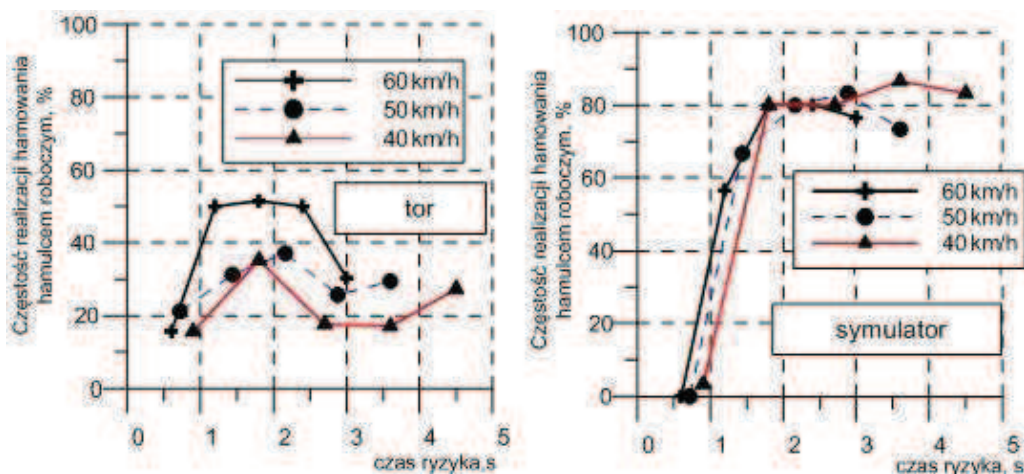 Częstość realizacji hamowania
hamulcem roboczym, %
100
80
60
40
20
0
60 km/h
50 km/h
40 km/h
tor
0 1 2 3 4 5
czas ryzyka,s
Częstość realizacji hamowania
hamulcem roboczym, %
100
80
60
40
20
0
60 km/h
50 km/h
40 km/h
symulator
0 1 2 3 4 5
czas ryzyka, s